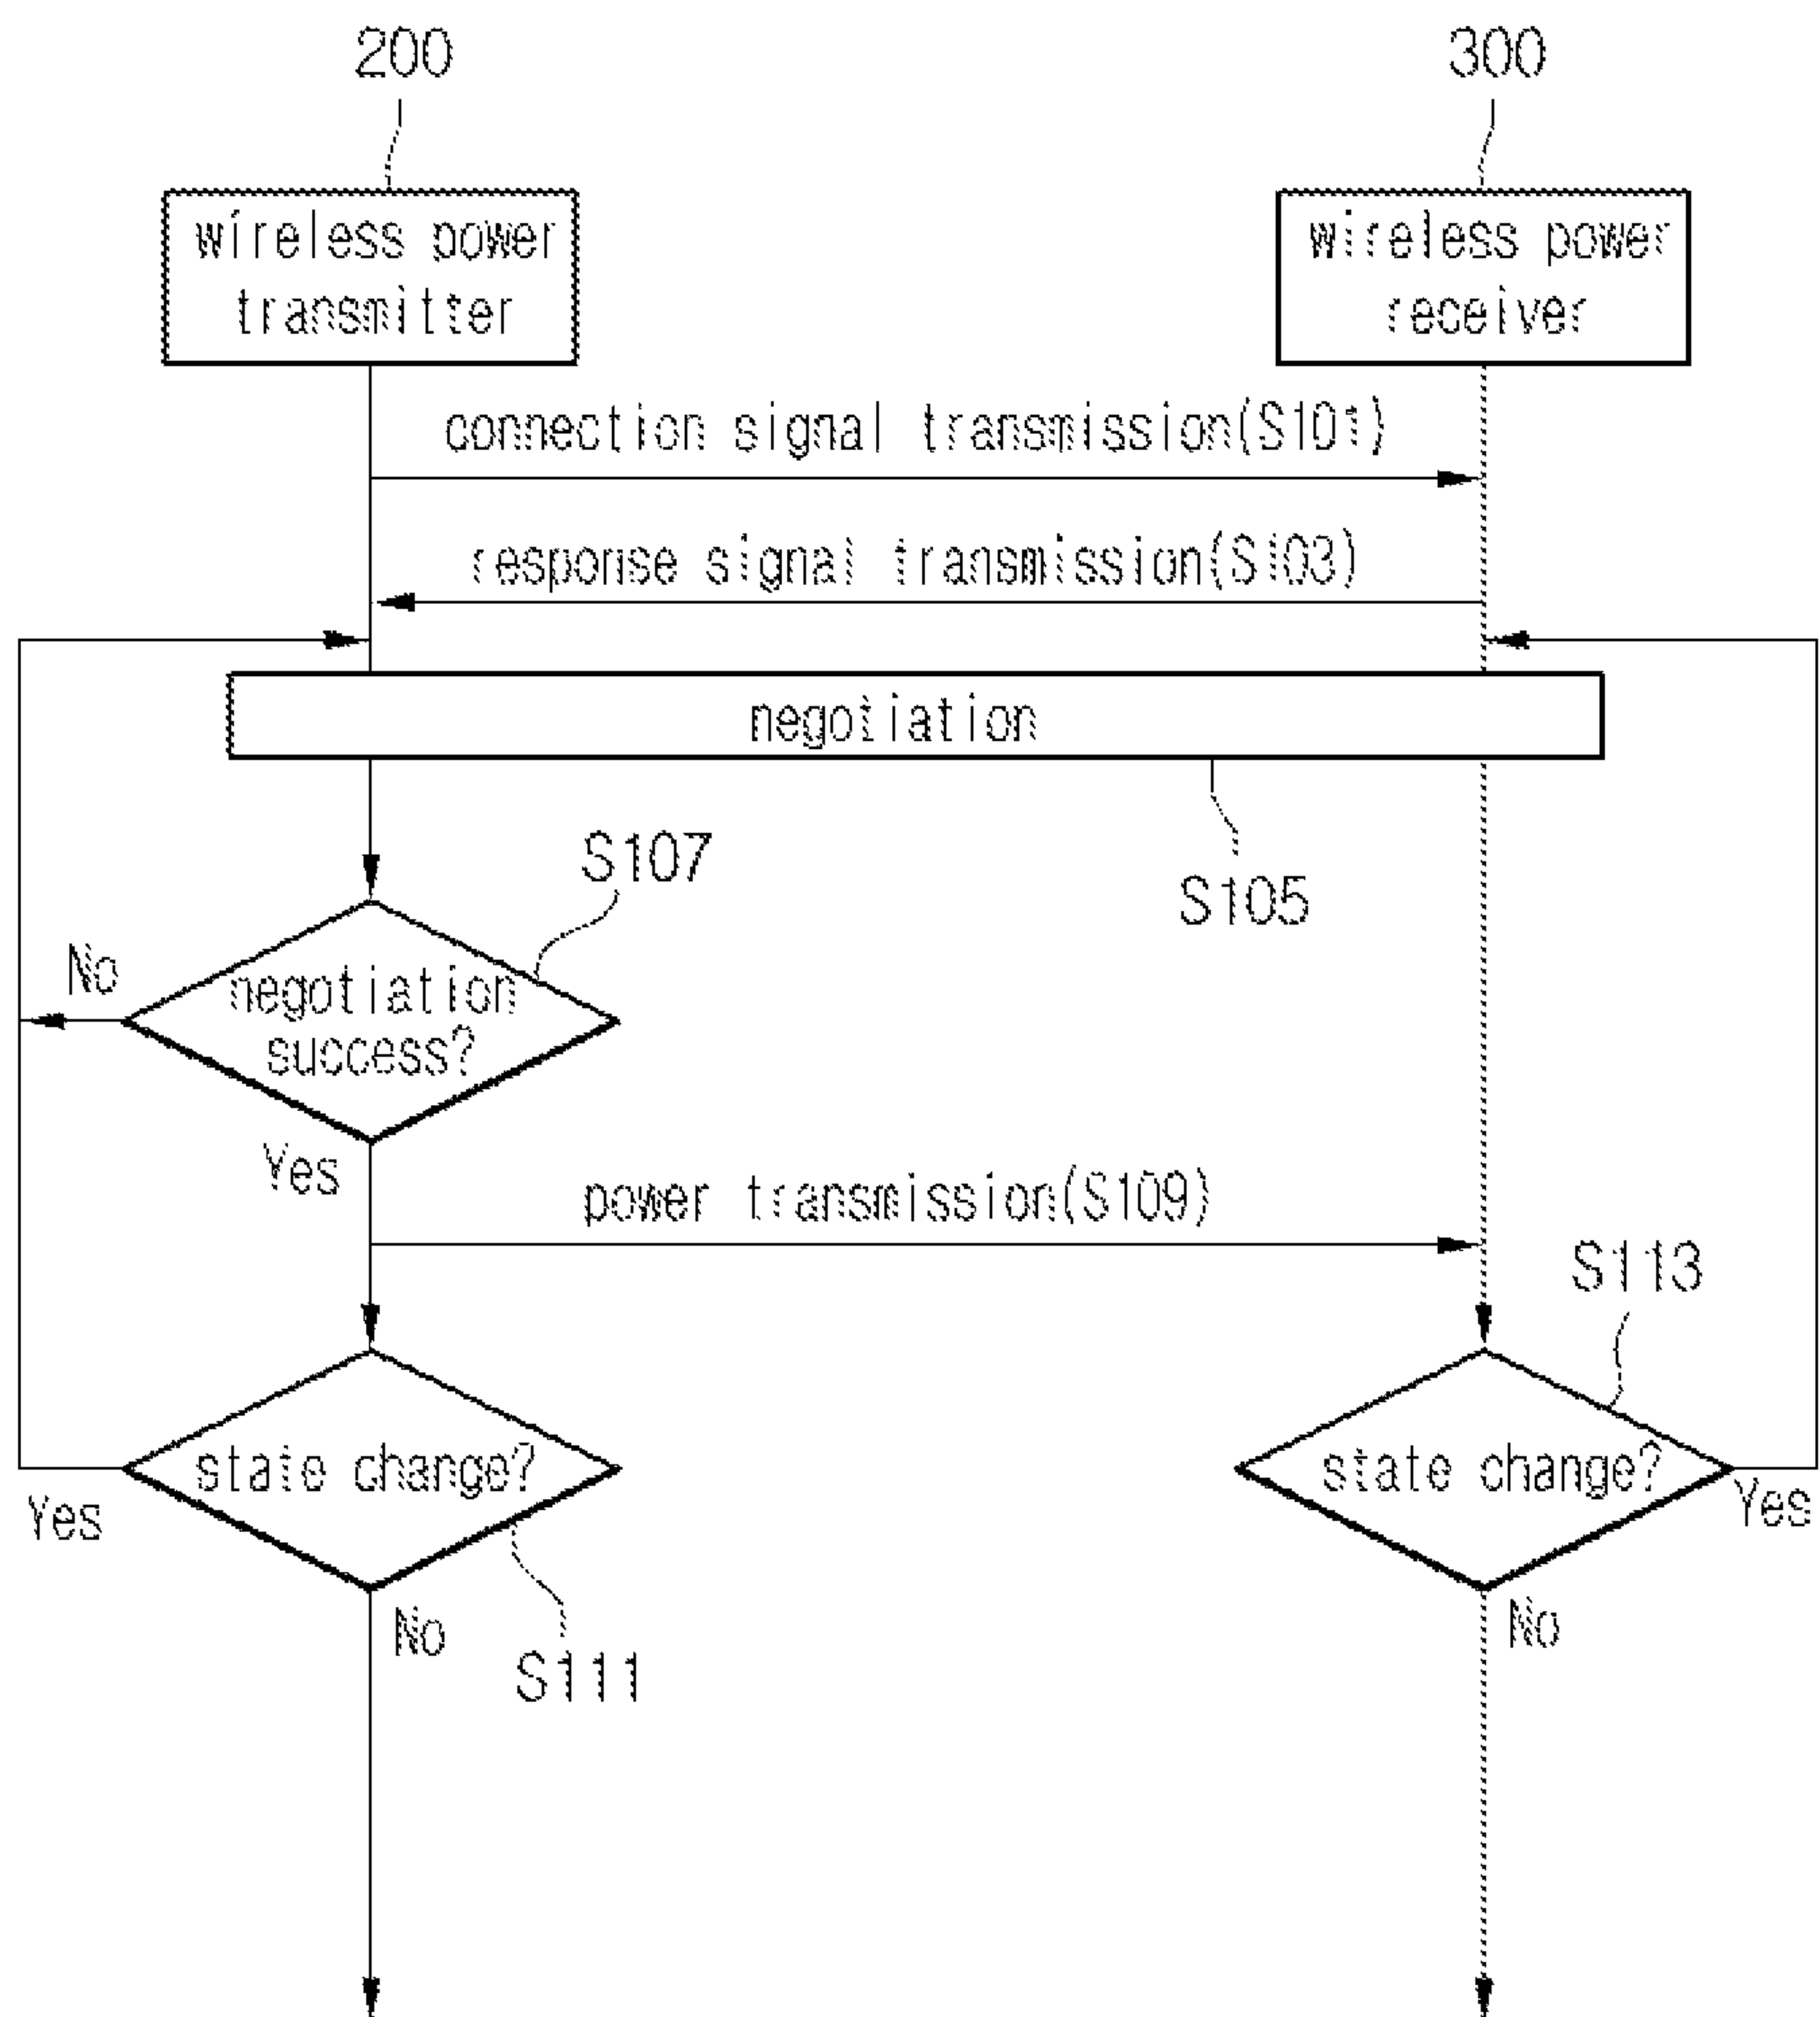 200
300
wireless power
transmitter
wireless power
receiver
connection signal transmission(S101)
response signal transmission(S103)
negotiation
S105
S107
negotiation
success?
No
Yes
power transmission(S109)
S113
state change?
Yes
No
S111
state change?
Yes
No